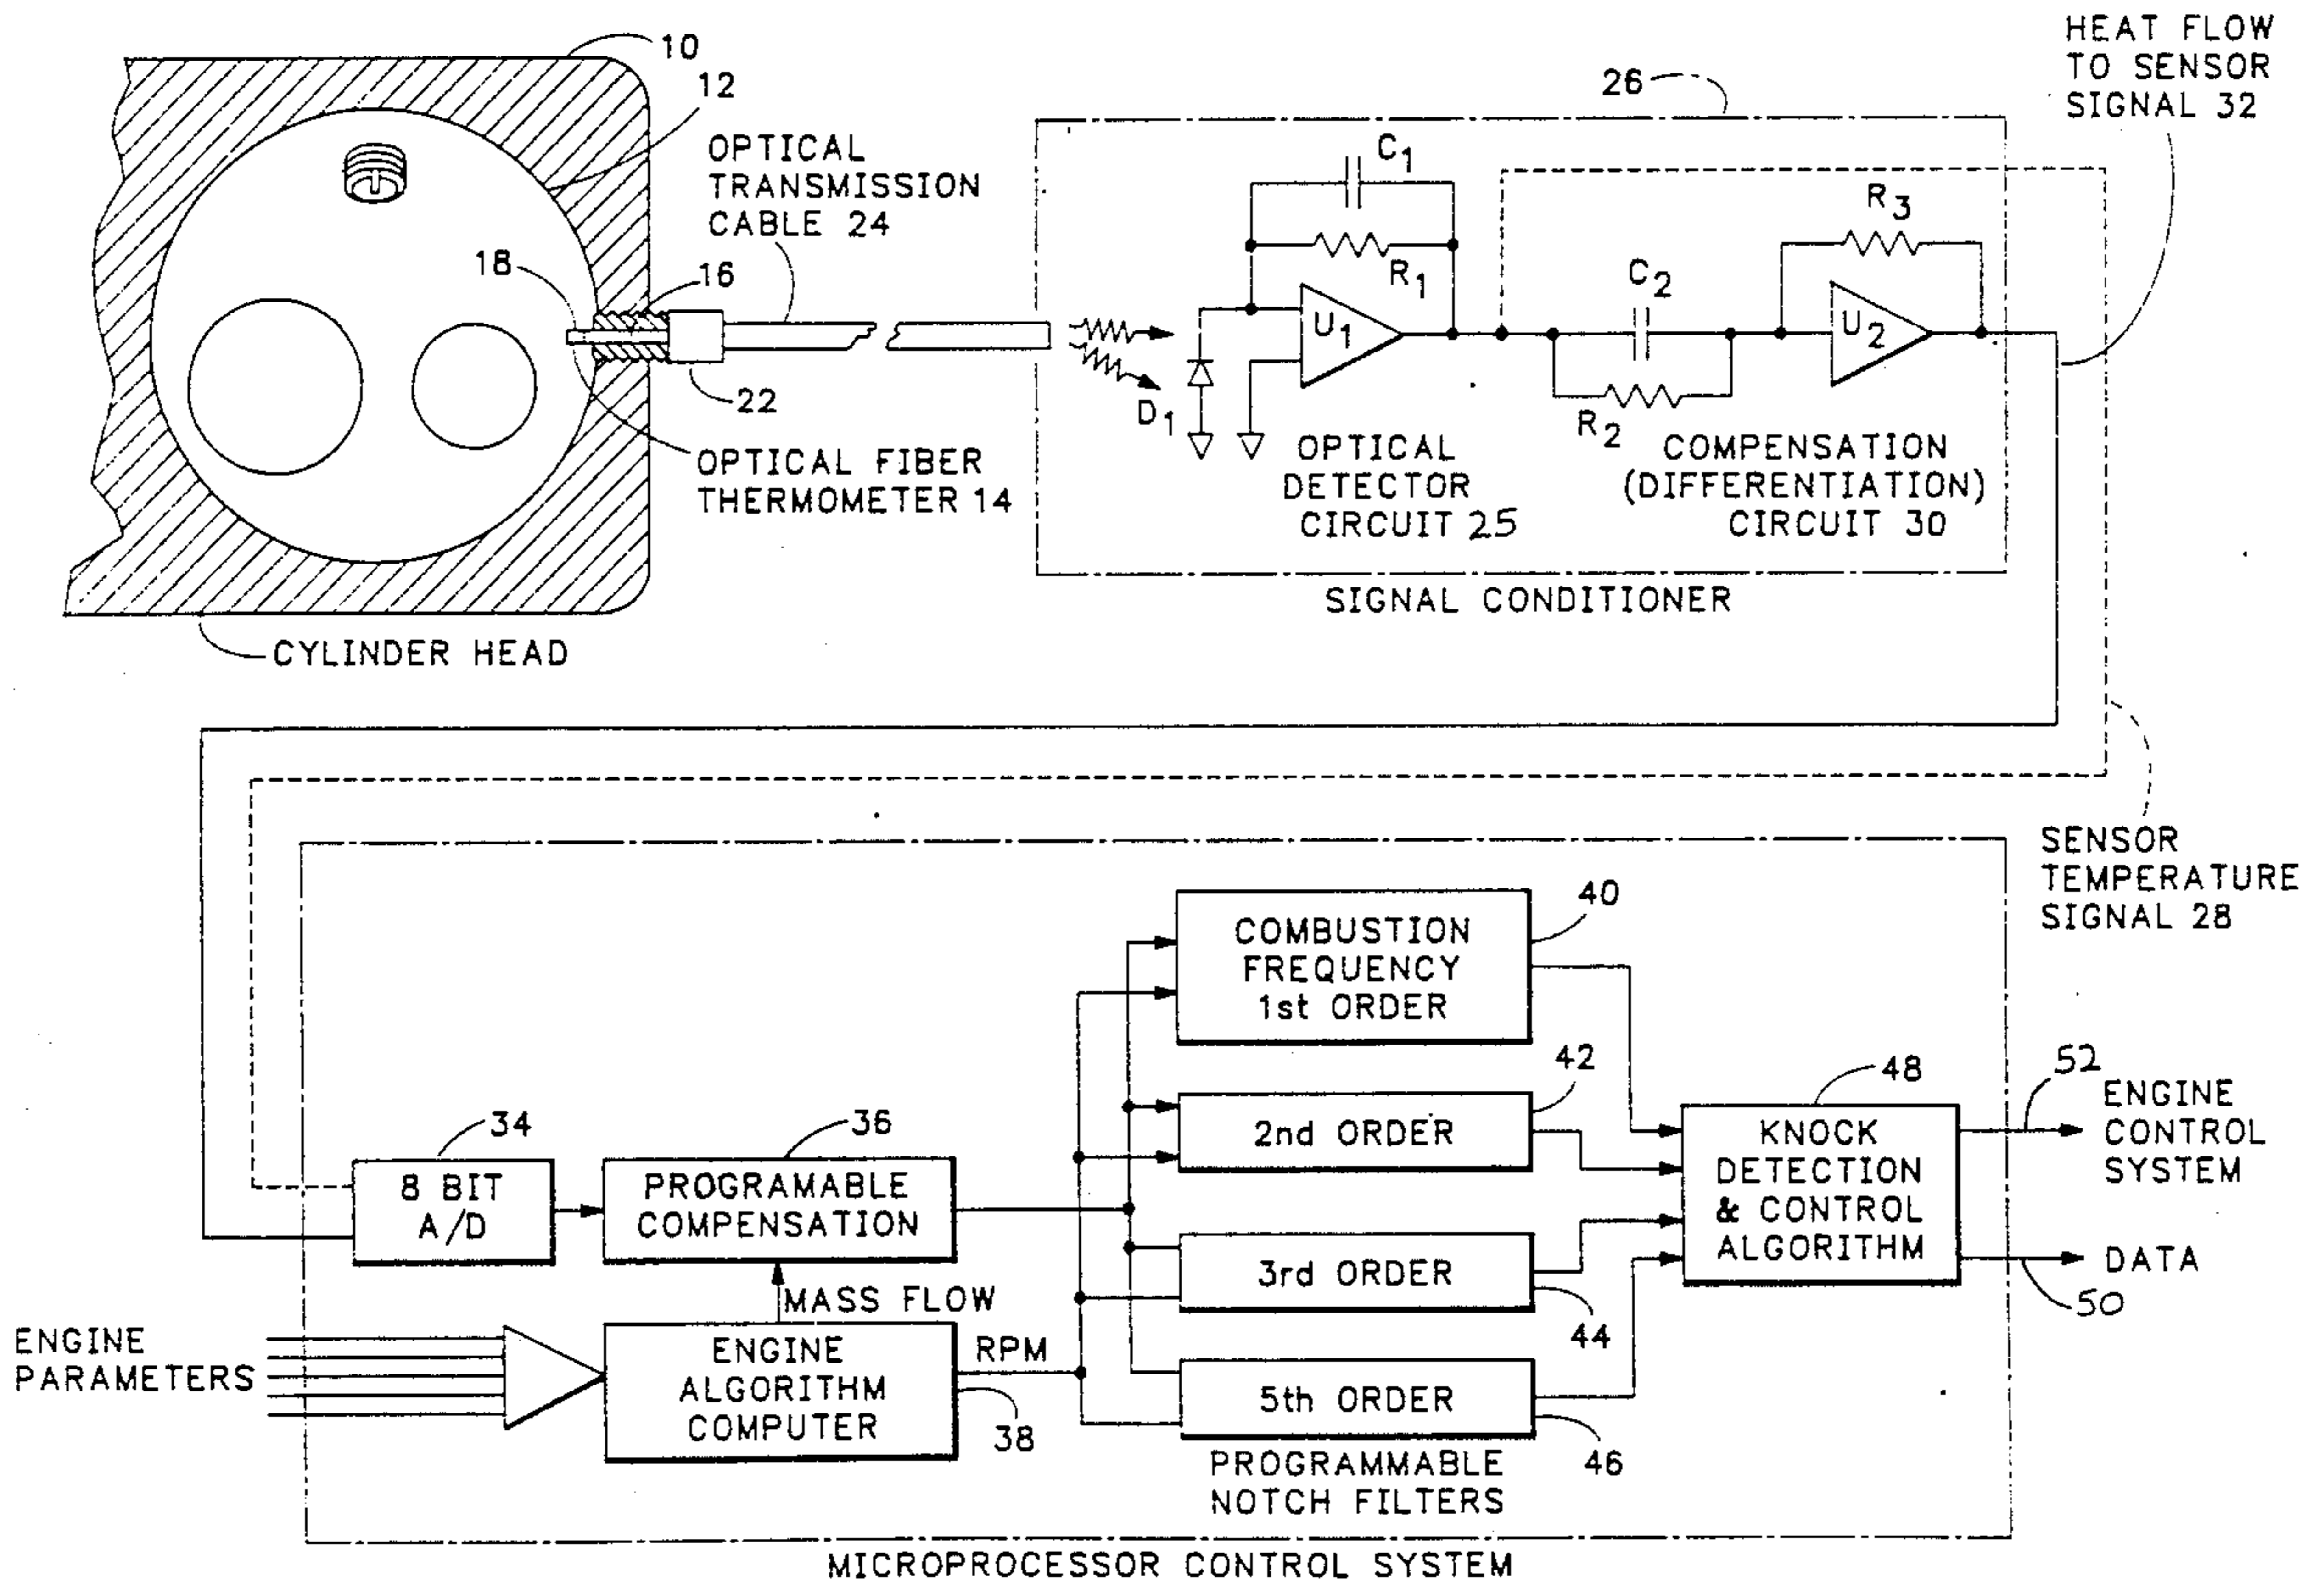 10
12
OPTICAL
TRANSMISSION
CABLE 24
18
16
22
OPTICAL FIBER
THERMOMETER 14
CYLINDER HEAD
26
HEAT FLOW
TO SENSOR
SIGNAL 32
C1
R1
U1
D1
OPTICAL
DETECTOR
CIRCUIT 25
C2
R2
R3
U2
COMPENSATION
(DIFFERENTIATION)
CIRCUIT 30
SIGNAL CONDITIONER
SENSOR
TEMPERATURE
SIGNAL 28
34
8 BIT
A/D
36
PROGRAMABLE
COMPENSATION
MASS FLOW
ENGINE
PARAMETERS
ENGINE
ALGORITHM
COMPUTER
RPM
38
40
COMBUSTION
FREQUENCY
1st ORDER
42
2nd ORDER
3rd ORDER
44
5th ORDER
46
PROGRAMMABLE
NOTCH FILTERS
48
KNOCK
DETECTION
& CONTROL
ALGORITHM
52
ENGINE
CONTROL
SYSTEM
DATA
50
MICROPROCESSOR CONTROL SYSTEM